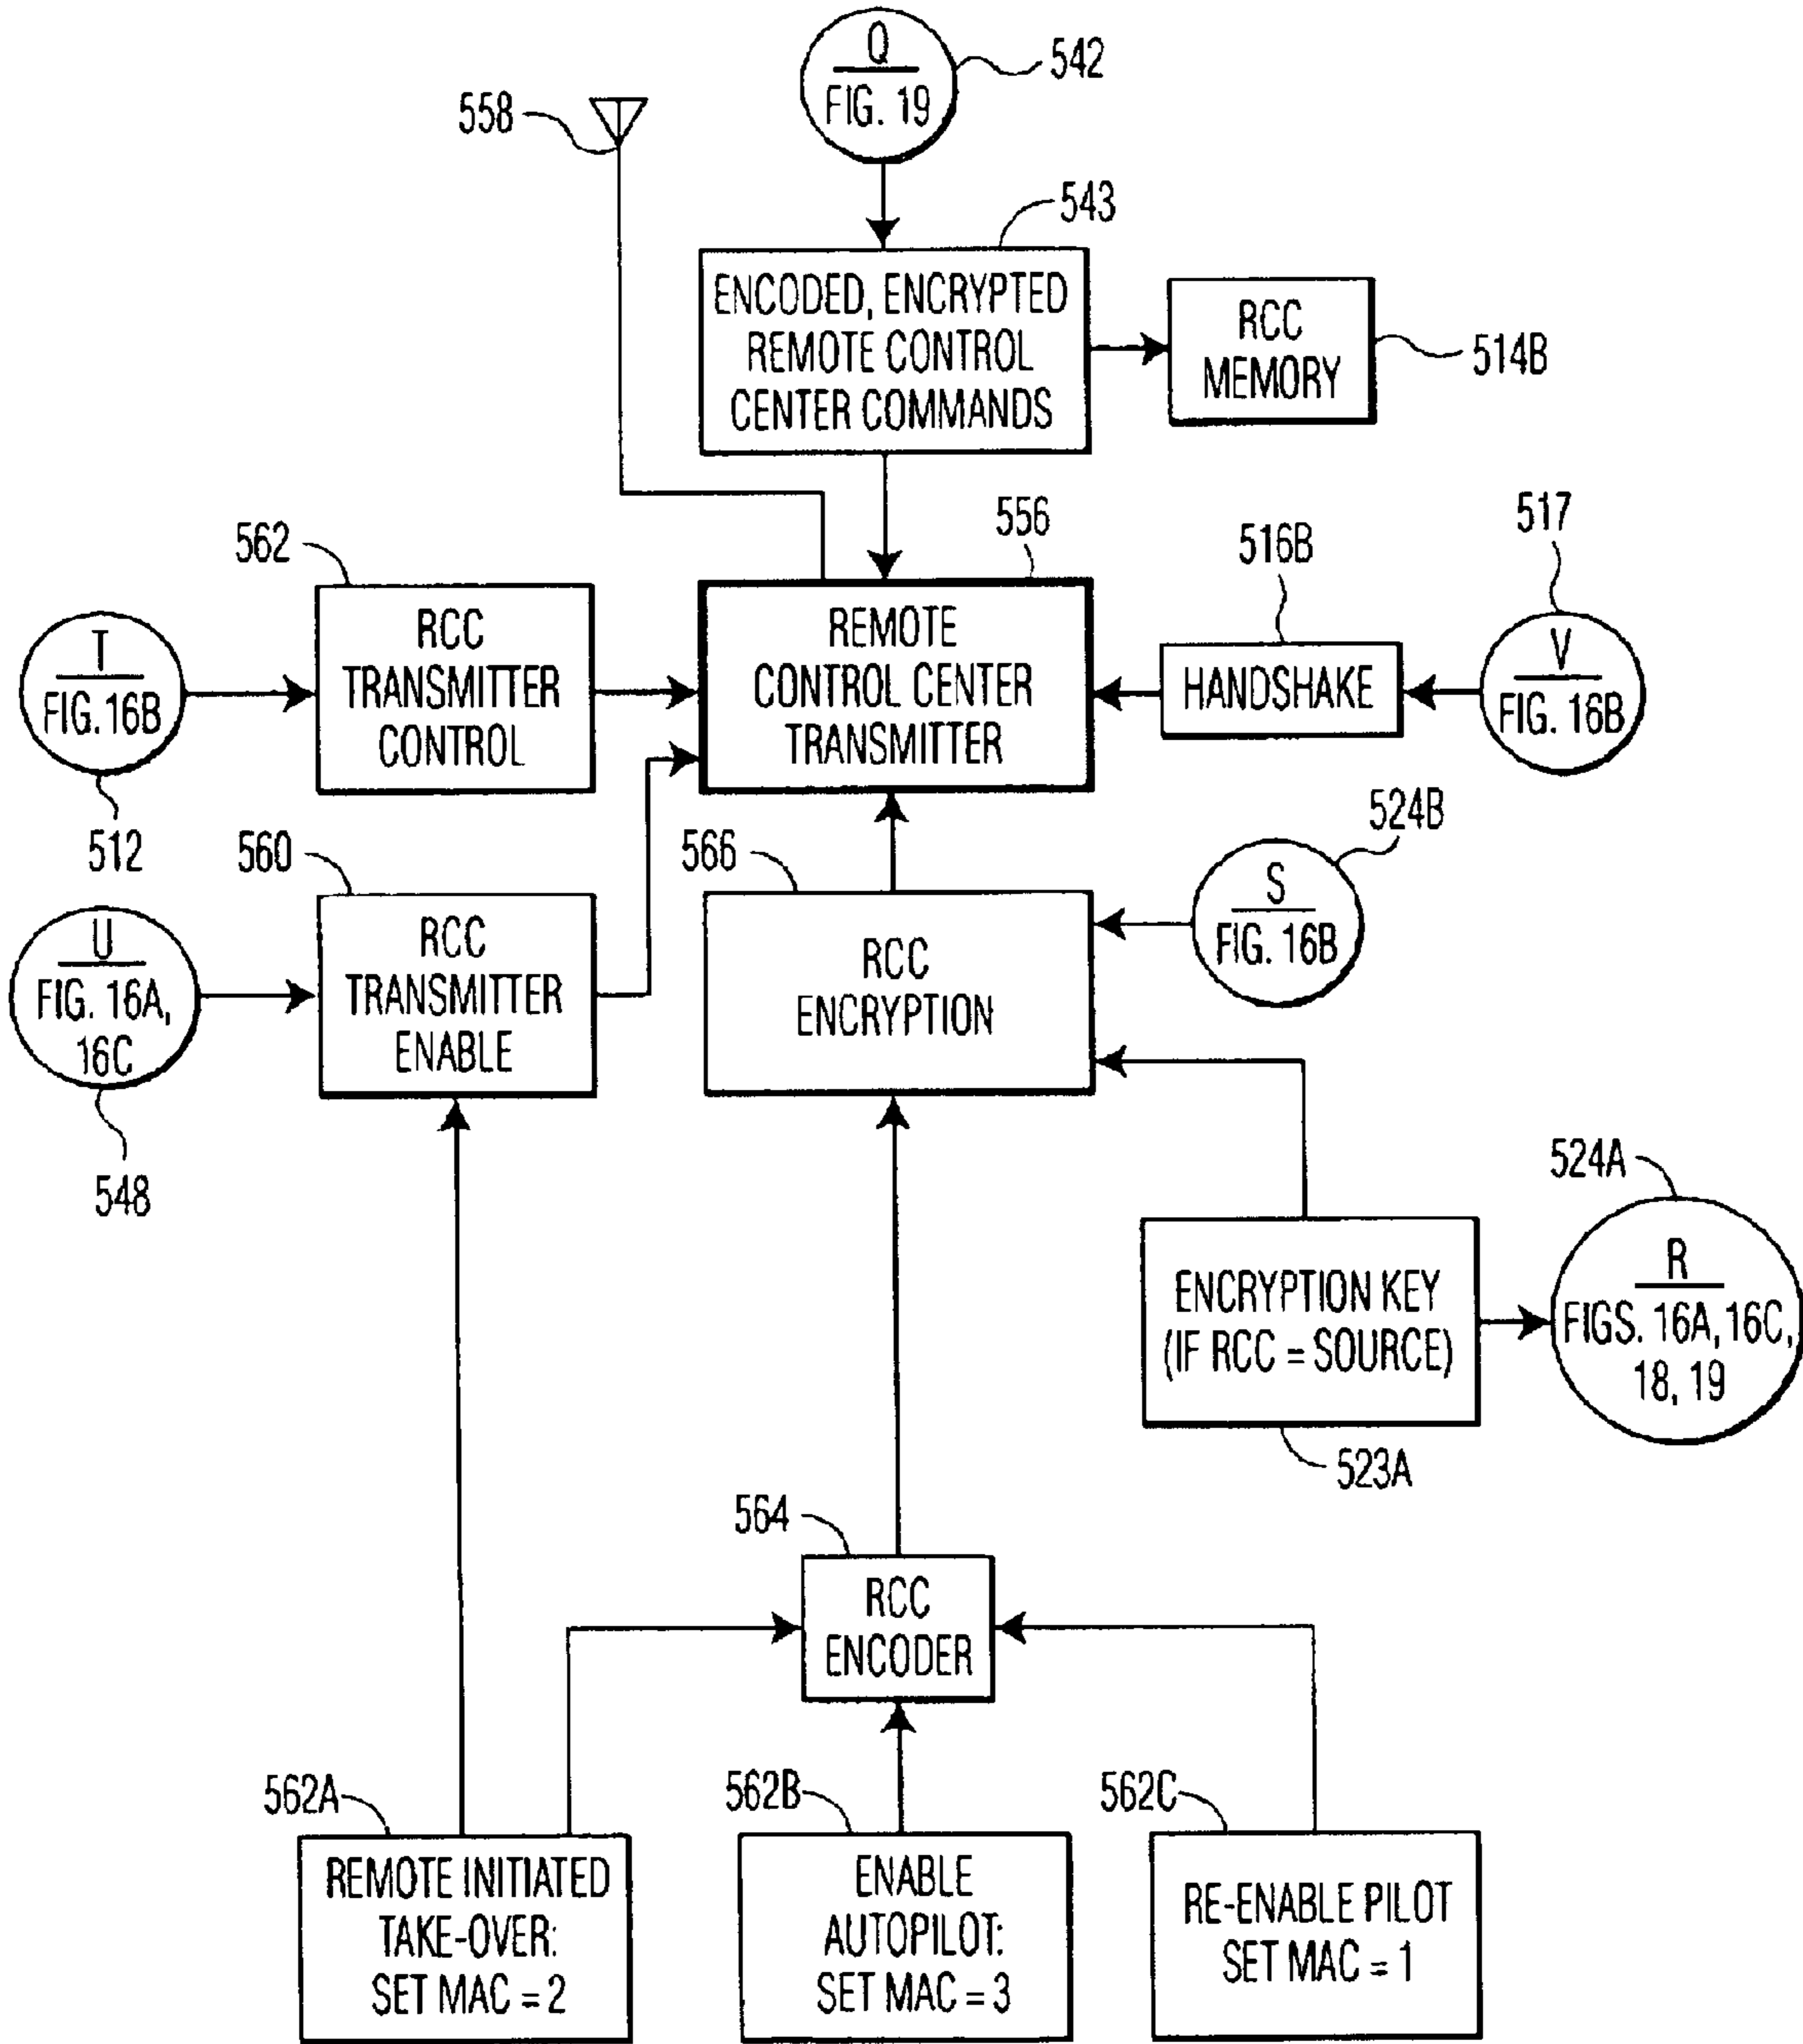 Q
FIG. 19
542
558
543
ENCODED, ENCRYPTED
REMOTE CONTROL
CENTER COMMANDS
RCC
MEMORY
514B
562
RCC
TRANSMITTER
CONTROL
T
FIG. 16B
512
556
REMOTE
CONTROL CENTER
TRANSMITTER
516B
HANDSHAKE
517
V
FIG. 16B
560
RCC
TRANSMITTER
ENABLE
U
FIG. 16A,
16C
548
566
RCC
ENCRYPTION
524B
S
FIG. 16B
524A
R
FIGS. 16A, 16C,
18, 19
ENCRYPTION KEY
(IF RCC = SOURCE)
523A
564
RCC
ENCODER
562A
REMOTE INITIATED
TAKE-OVER:
SET MAC = 2
562B
ENABLE
AUTOPILOT:
SET MAC = 3
562C
RE-ENABLE PILOT
SET MAC = 1